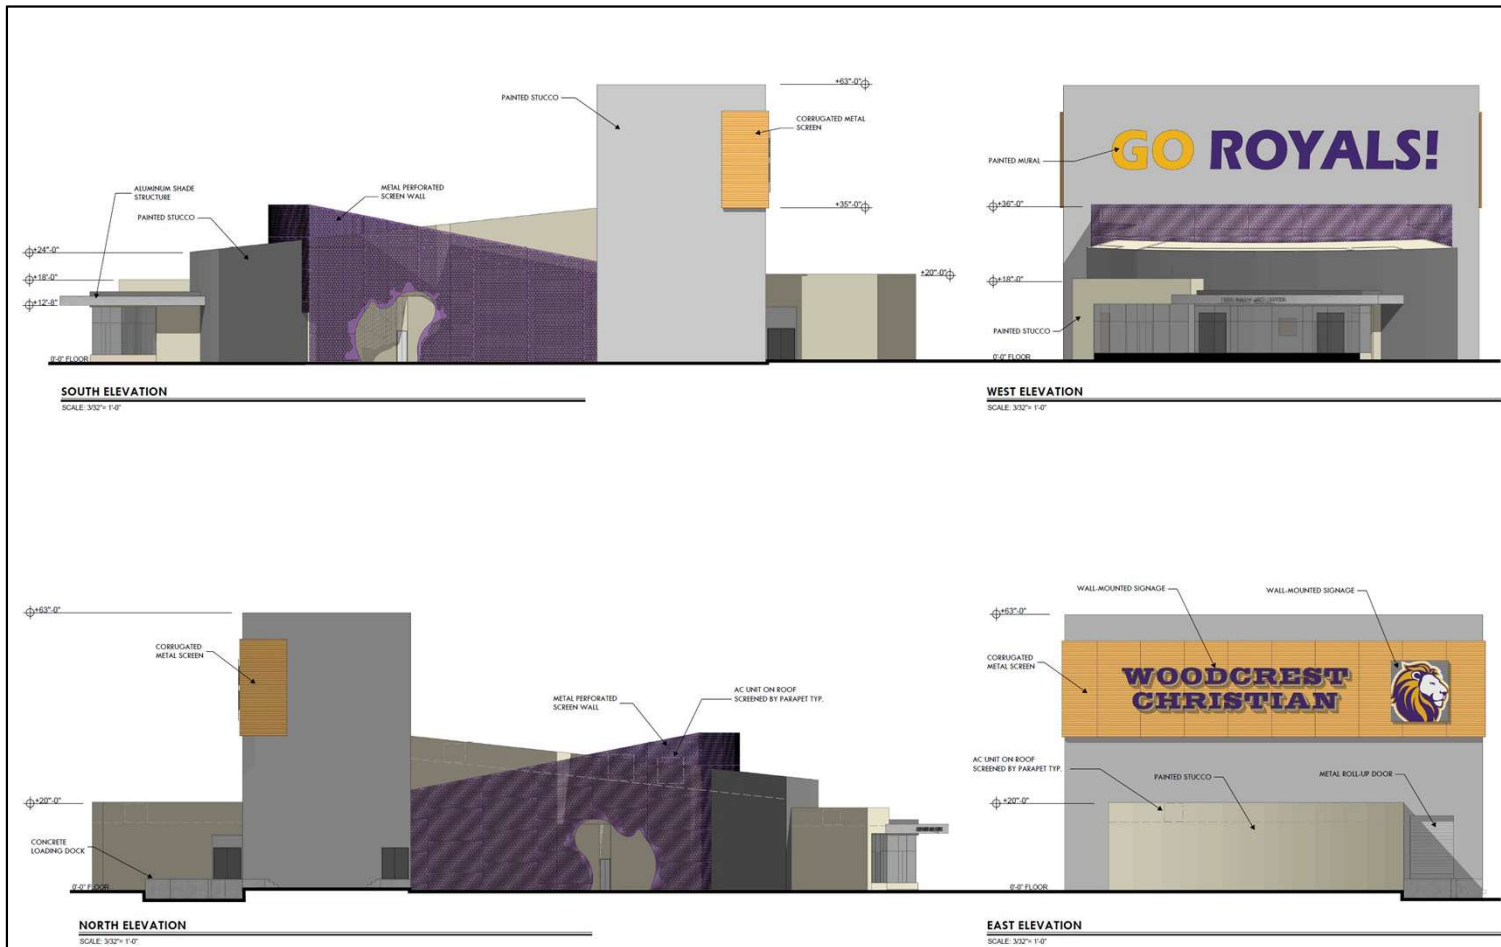 +63"-0"
PAINTED STUCCO
CORRUGATED METAL
SCREEN
ALUMINUM SHADE
STRUCTURE
METAL PERFORATED
SCREEN WALL
PAINTED STUCCO
+35"-0"
+24"-0"
+20"-0"
+18'-0"
+12'-8"
0'-0" FLOOR
SOUTH ELEVATION
SCALE: 3/32"= 1'-0"
GO ROYALS!
PAINTED MURAL
+36"-0"
+18"-0"
PAINTED STUCCO
0'-0" FLOOR
WEST ELEVATION
SCALE: 3/32"= 1'-0"
+63"-0"
CORRUGATED
METAL SCREEN
METAL PERFORATED
SCREEN WALL
AC UNIT ON ROOF
SCREENED BY PARAPET TYP.
+20"-0"
CONCRETE
LOADING DOCK
0'-0" FLOOR
NORTH ELEVATION
SCALE: 3/32"= 1'-0"
WALL-MOUNTED SIGNAGE
WALL-MOUNTED SIGNAGE
+63"-0"
CORRUGATED
METAL SCREEN
WOODCREST
CHRISTIAN
AC UNIT ON ROOF
SCREENED BY PARAPET TYP.
PAINTED STUCCO
METAL ROLL-UP DOOR
+20"-0"
0'-0" FLOOR
EAST ELEVATION
SCALE: 3/32"= 1'-0"